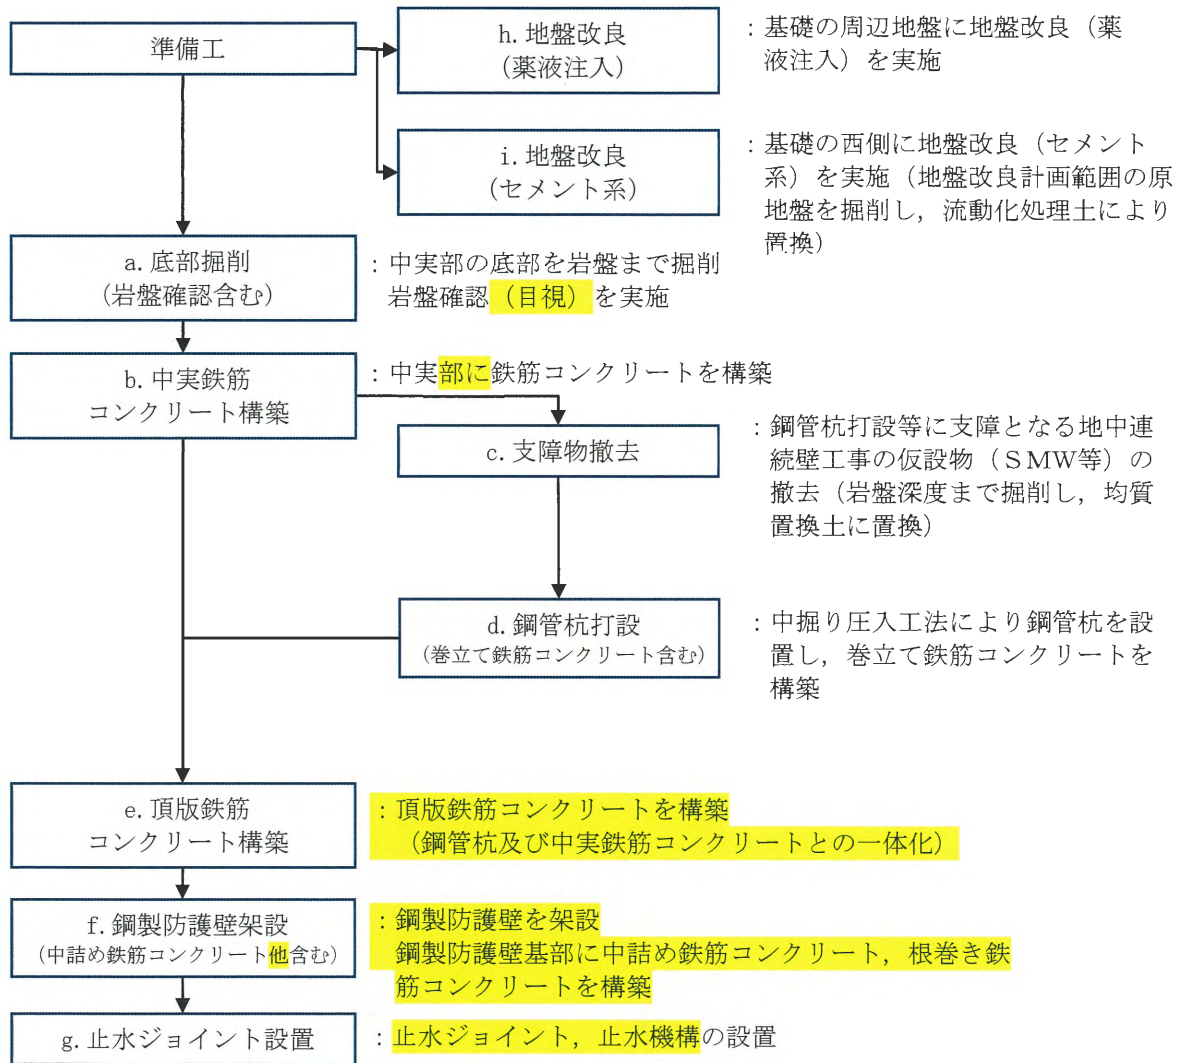 準備工
h. 地盤改良
(薬液注入)
：基礎の周辺地盤に地盤改良（薬
液注入）を実施
i. 地盤改良
(セメント系)
：基礎の西側に地盤改良（セメント
系）を実施（地盤改良計画範囲の原
地盤を掘削し，流動化処理土により
置換）
a. 底部掘削
(岩盤確認含む)
：中実部の底部を岩盤まで掘削
岩盤確認（目視）を実施
b. 中実鉄筋
コンクリート構築
：中実部に鉄筋コンクリートを構築
c. 支障物撤去
：鋼管杭打設等に支障となる地中連
続壁工事の仮設物（ＳＭＷ等）の
撤去（岩盤深度まで掘削し，均質
置換土に置換）
d. 鋼管杭打設
(巻立て鉄筋コンクリート含む)
：中掘り圧入工法により鋼管杭を設
置し，巻立て鉄筋コンクリートを
構築
e. 頂版鉄筋
コンクリート構築
：頂版鉄筋コンクリートを構築
（鋼管杭及び中実鉄筋コンクリートとの一体化）
f. 鋼製防護壁架設
(中詰め鉄筋コンクリート他含む)
：鋼製防護壁を架設
鋼製防護壁基部に中詰め鉄筋コンクリート，根巻き鉄
筋コンクリートを構築
g. 止水ジョイント設置
：止水ジョイント，止水機構の設置